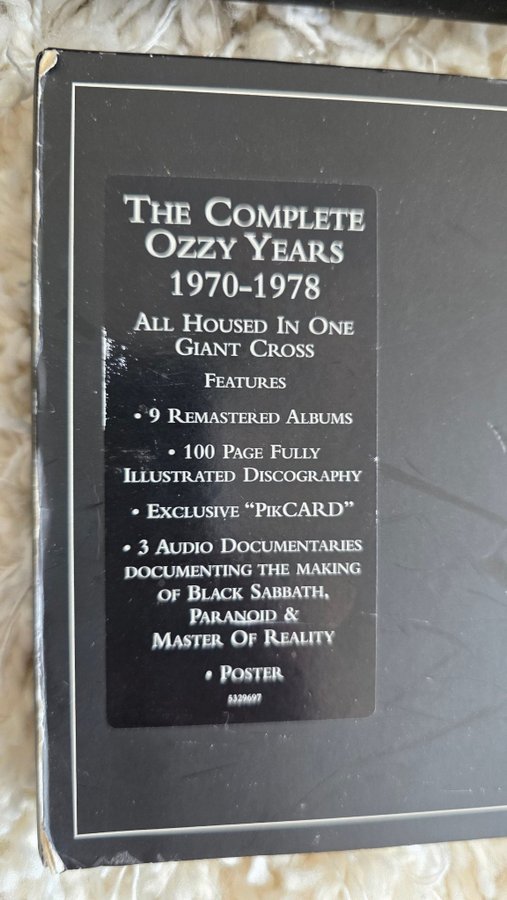 The Complete
Ozzy Years
1970-1978
All Housed In One
Giant Cross
Features
• 9 Remastered Albums
• 100 Page Fully
Illustrated Discography
• Exclusive "PikCARD"
• 3 Audio Documentaries
documenting the making
of Black Sabbath,
Paranoid &
Master Of Reality
• Poster
5329697